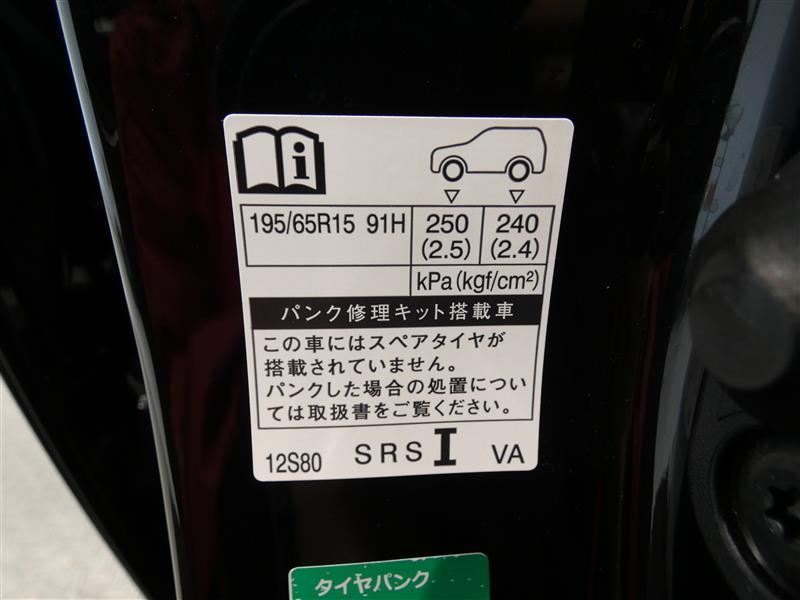 195/65R15 91H 250 240
(2.5) (2.4)
kPa(kgf/cm²)
パンク修理キット搭載車
この車にはスペアタイヤが
搭載されていません。
パンクした場合の処置につい
ては取扱書をご覧ください。
12S80 SRS I VA
タイヤパンク